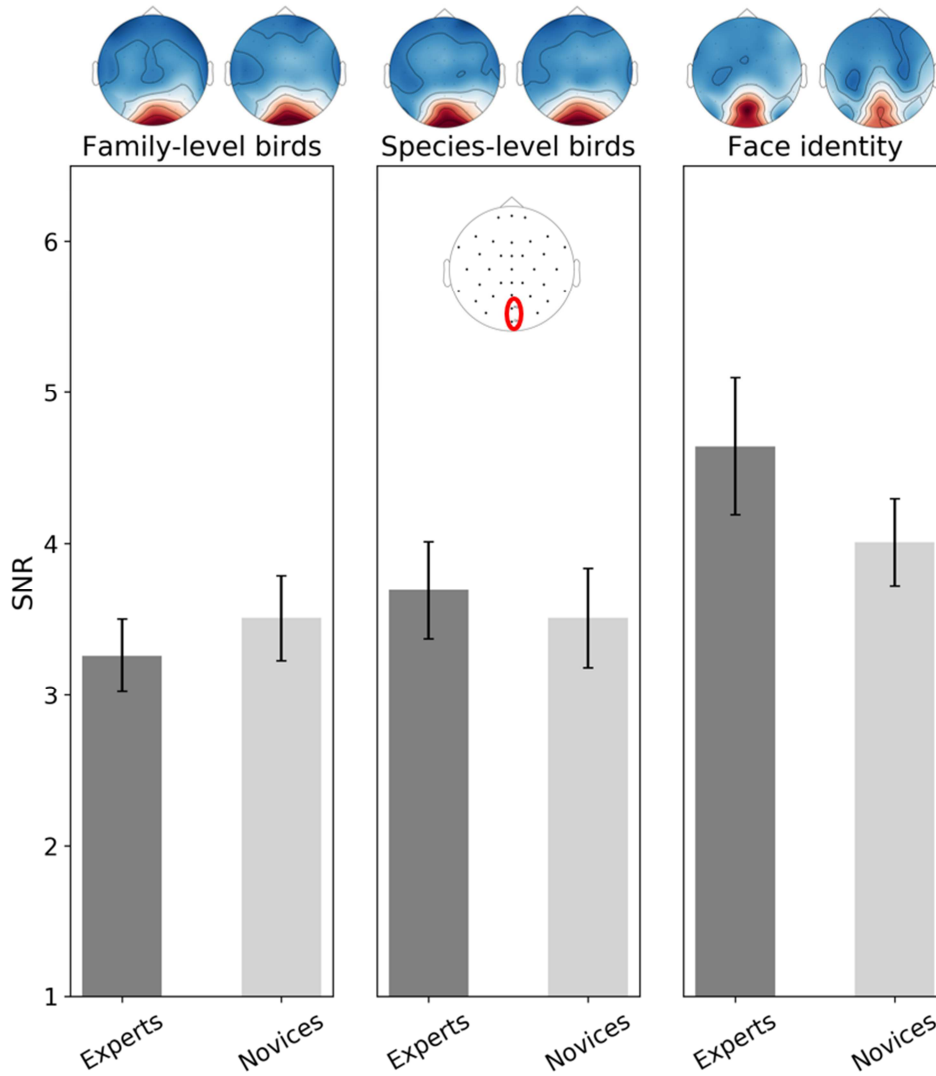 Family-level birds Species-level birds Face identity
6
5
4
3
2
1
SNR
Experts Novices Experts Novices Experts Novices